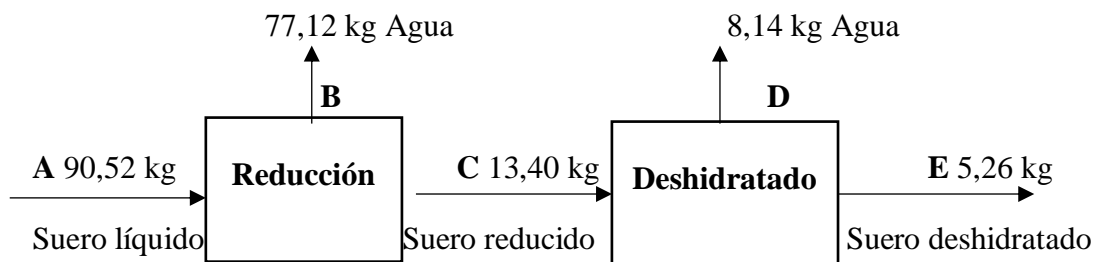 77,12 kg Agua
8,14 kg Agua
B
D
A 90,52 kg
Reducción
C 13,40 kg
Deshidratado
E 5,26 kg
Suero líquido
Suero reducido
Suero deshidratado